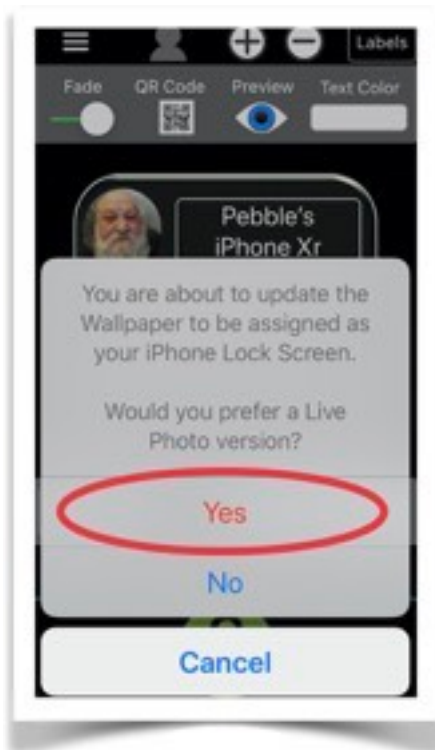 Labels
Fade QR Code Preview Text Color
Pebble's
iPhone Xr
You are about to update the
Wallpaper to be assigned as
your iPhone Lock Screen.
Would you prefer a Live
Photo version?
Yes
No
Cancel